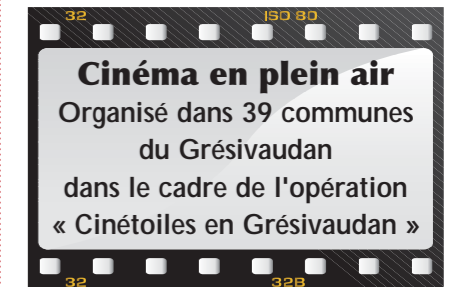 32 ISO 80
Cinéma en plein air
Organisé dans 39 communes
du Grésivaudan
dans le cadre de l'opération
« Cinétoiles en Grésivaudan »
32 32B